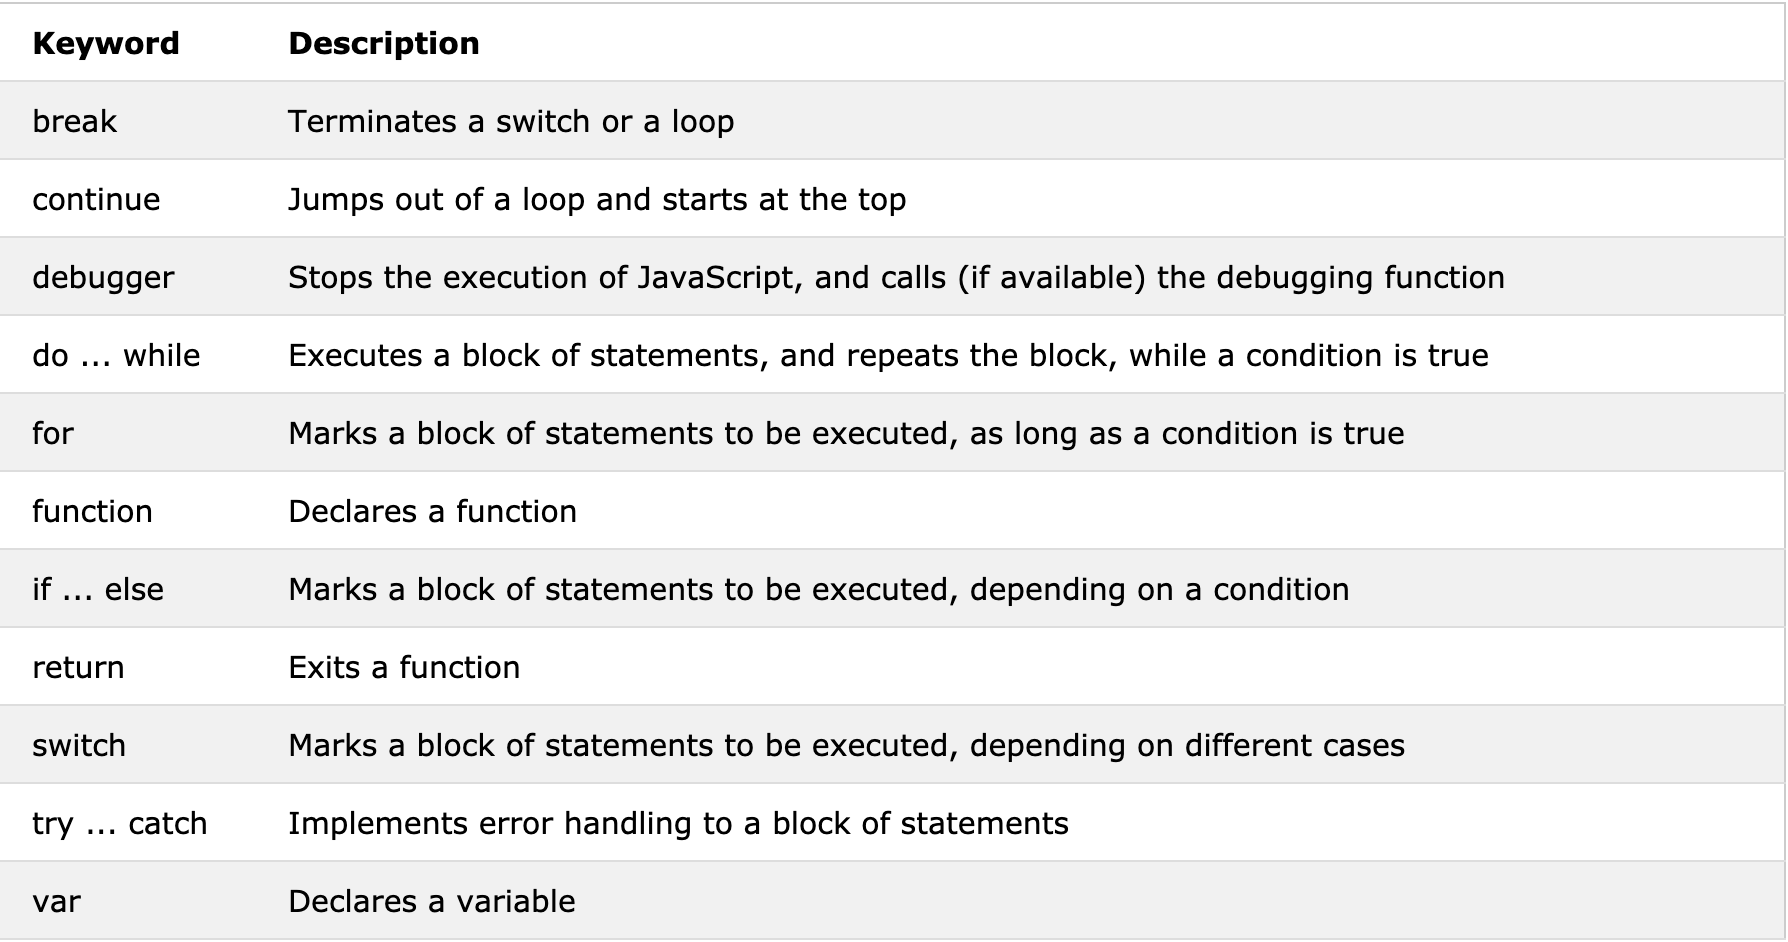 Keyword Description
break Terminates a switch or a loop
continue Jumps out of a loop and starts at the top
debugger Stops the execution of JavaScript, and calls (if available) the debugging function
do ... while Executes a block of statements, and repeats the block, while a condition is true
for Marks a block of statements to be executed, as long as a condition is true
function Declares a function
if ... else Marks a block of statements to be executed, depending on a condition
return Exits a function
switch Marks a block of statements to be executed, depending on different cases
try ... catch Implements error handling to a block of statements
var Declares a variable